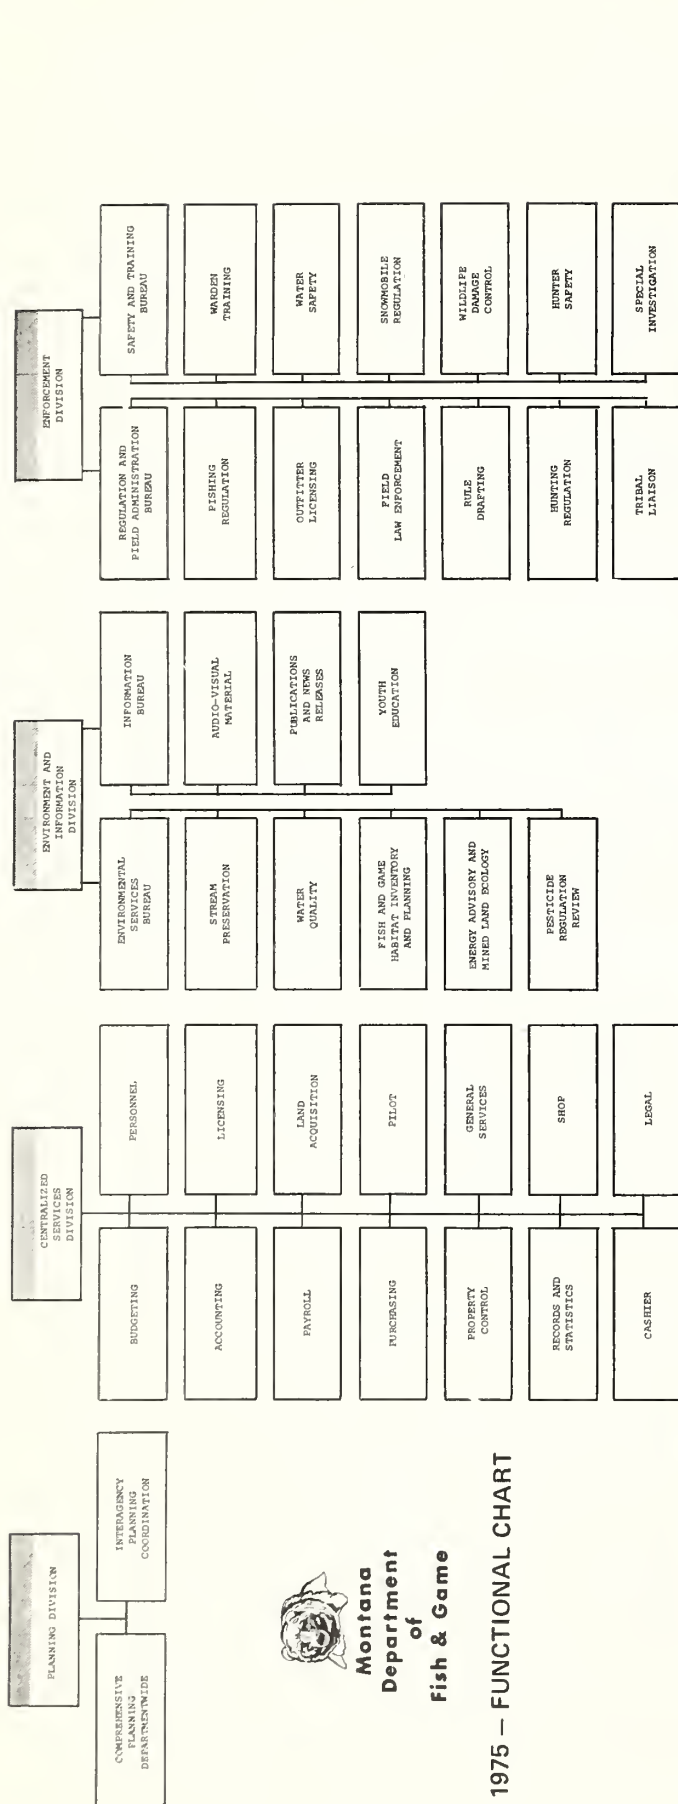 PLANNING DIVISION
COMPREHENSIVE
PLANNING
DEPARTMENTWIDE
INTERAGENCY
PLANNING
COORDINATION
Montana
Department
of
Fish & Game
1975 – FUNCTIONAL CHART
CENTRALIZED
SERVICES
DIVISION
BUDGETING
PERSONNEL
ACCOUNTING
LICENSING
PAYROLL
LAND
ACQUISITION
PURCHASING
PILOT
PROPERTY
CONTROL
GENERAL
SERVICES
RECORDS AND
STATISTICS
SHOP
CASHIER
LEGAL
ENVIRONMENT AND
INFORMATION
DIVISION
ENVIRONMENTAL
SERVICES
BUREAU
STREAM
PRESERVATION
WATER
QUALITY
FISH AND GAME
HABITAT INVENTORY
AND PLANNING
ENERGY ADVISORY AND
MINED LAND ECOLOGY
PESTICIDE
REGULATION
REVIEW
INFORMATION
BUREAU
AUDIO-VISUAL
MATERIAL
PUBLICATIONS
AND NEWS
RELEASES
YOUTH
EDUCATION
ENFORCEMENT
DIVISION
REGULATION AND
FIELD ADMINISTRATION
BUREAU
FISHING
REGULATION
OUTFITTER
LICENSING
FIELD
LAW ENFORCEMENT
RULE
DRAFTING
HUNTING
REGULATION
TRIBAL
LIAISON
SAFETY AND TRAINING
BUREAU
WARDEN
TRAINING
WATER
SAFETY
SNOWMOBILE
REGULATION
WILDLIFE
DAMAGE
CONTROL
HUNTER
SAFETY
SPECIAL
INVESTIGATION